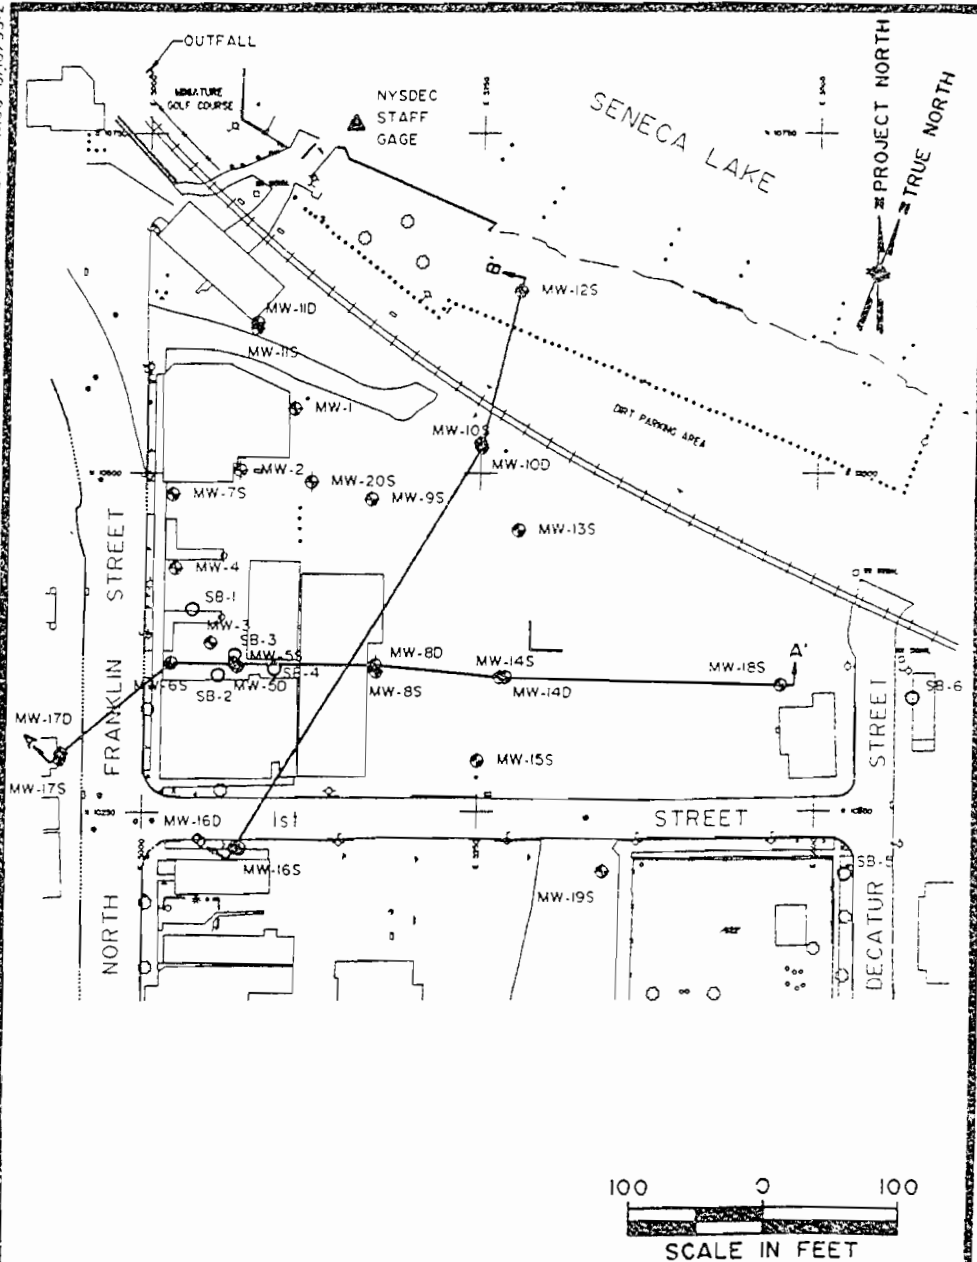 OUTFALL
MINIATURE
GOLF COURSE
NYSDEC
STAFF
GAGE
SENECA LAKE
N 10750
PROJECT NORTH
TRUE NORTH
MW-12S
MW-11D
MW-11S
MW-1
DIRT PARKING AREA
MW-10S
MW-10D
MW-2
MW-20S
MW-7S
MW-9S
MW-13S
MW-4
SB-1
MW-3
SB-3
MW-5S
MW-8D
MW-14S
A'
MW-6S
SB-2
MW-5D
SB-4
MW-8S
MW-14D
MW-18S
SB-6
MW-17D
A
MW-17S
MW-15S
FRANKLIN STREET
N 10250
MW-16D
1st STREET
MW-16S
MW-19S
SB-5
NORTH
DECATUR STREET
100 0 100
SCALE IN FEET